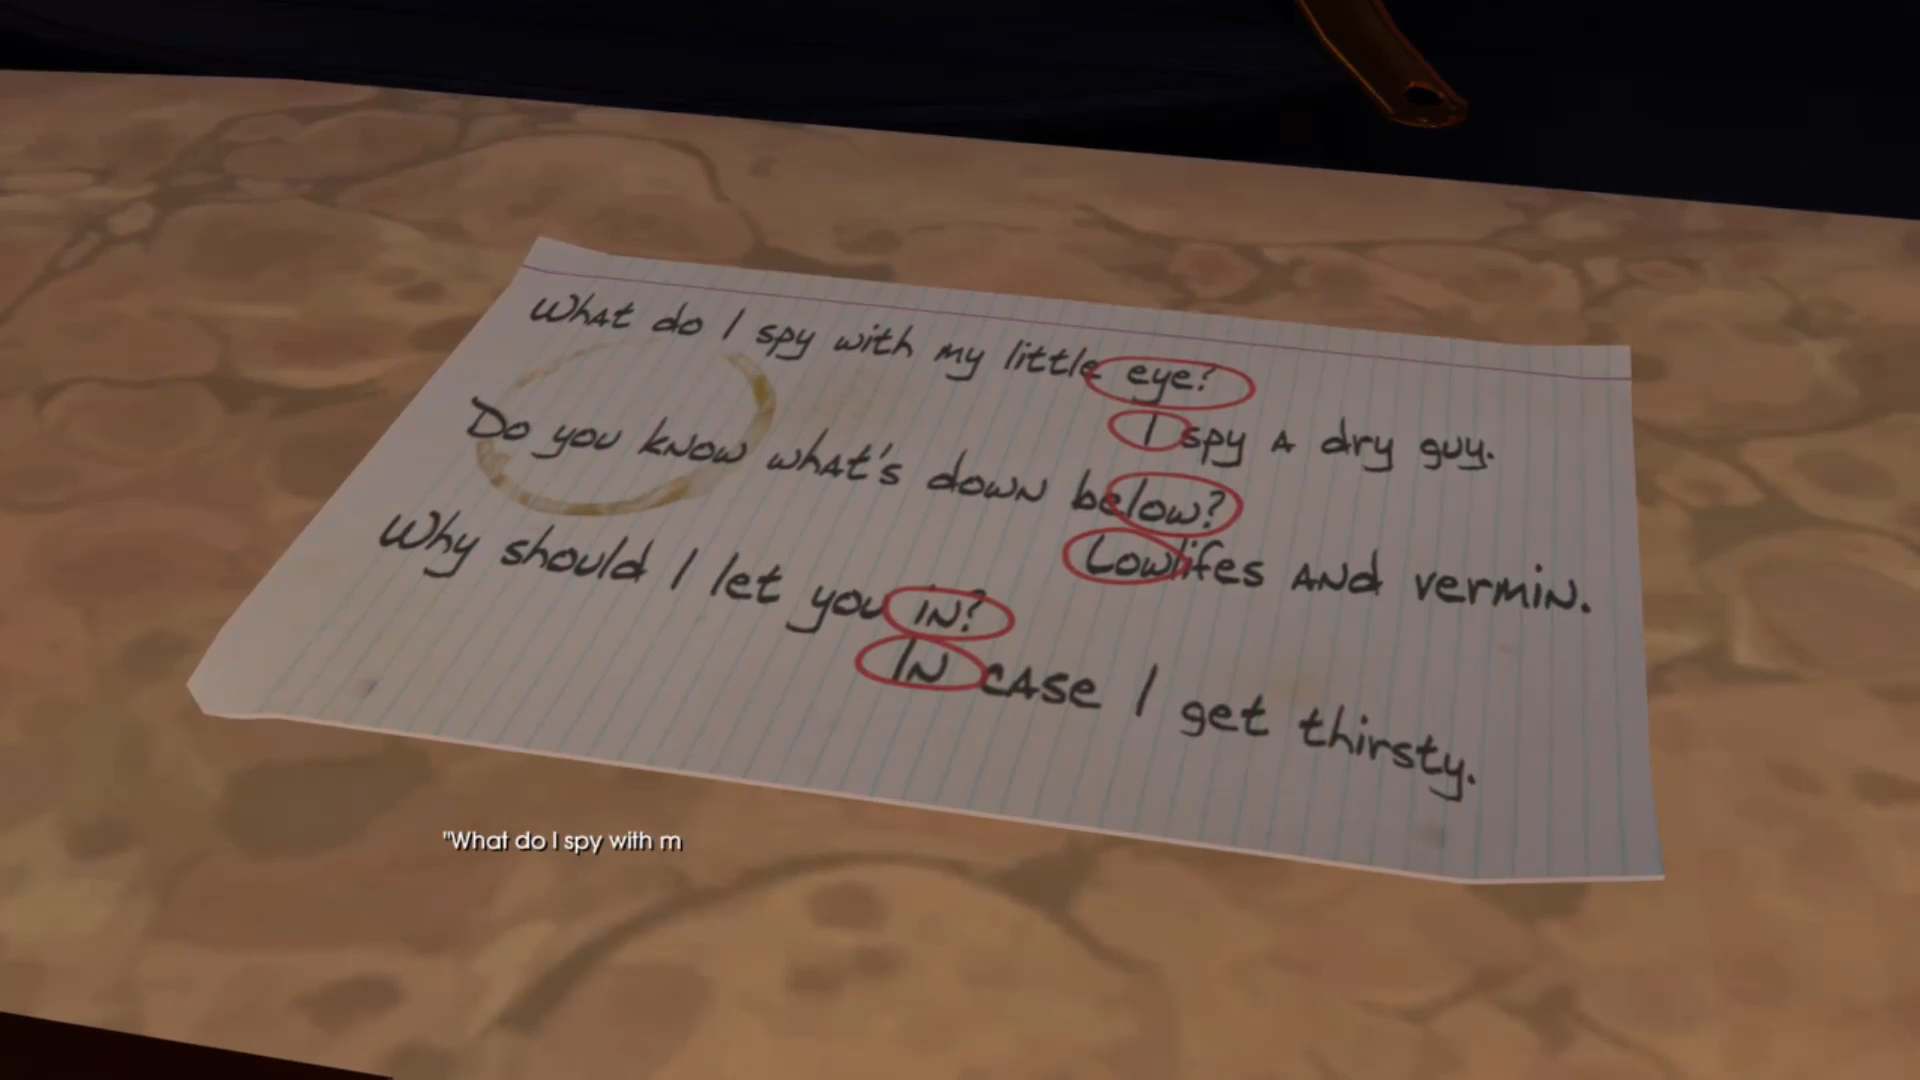 What do I spy with my little eye?
I spy a dry guy.
Do you know what's down below?
Lowlifes and vermin.
Why should I let you in?
In case I get thirsty.
"What do I spy with m